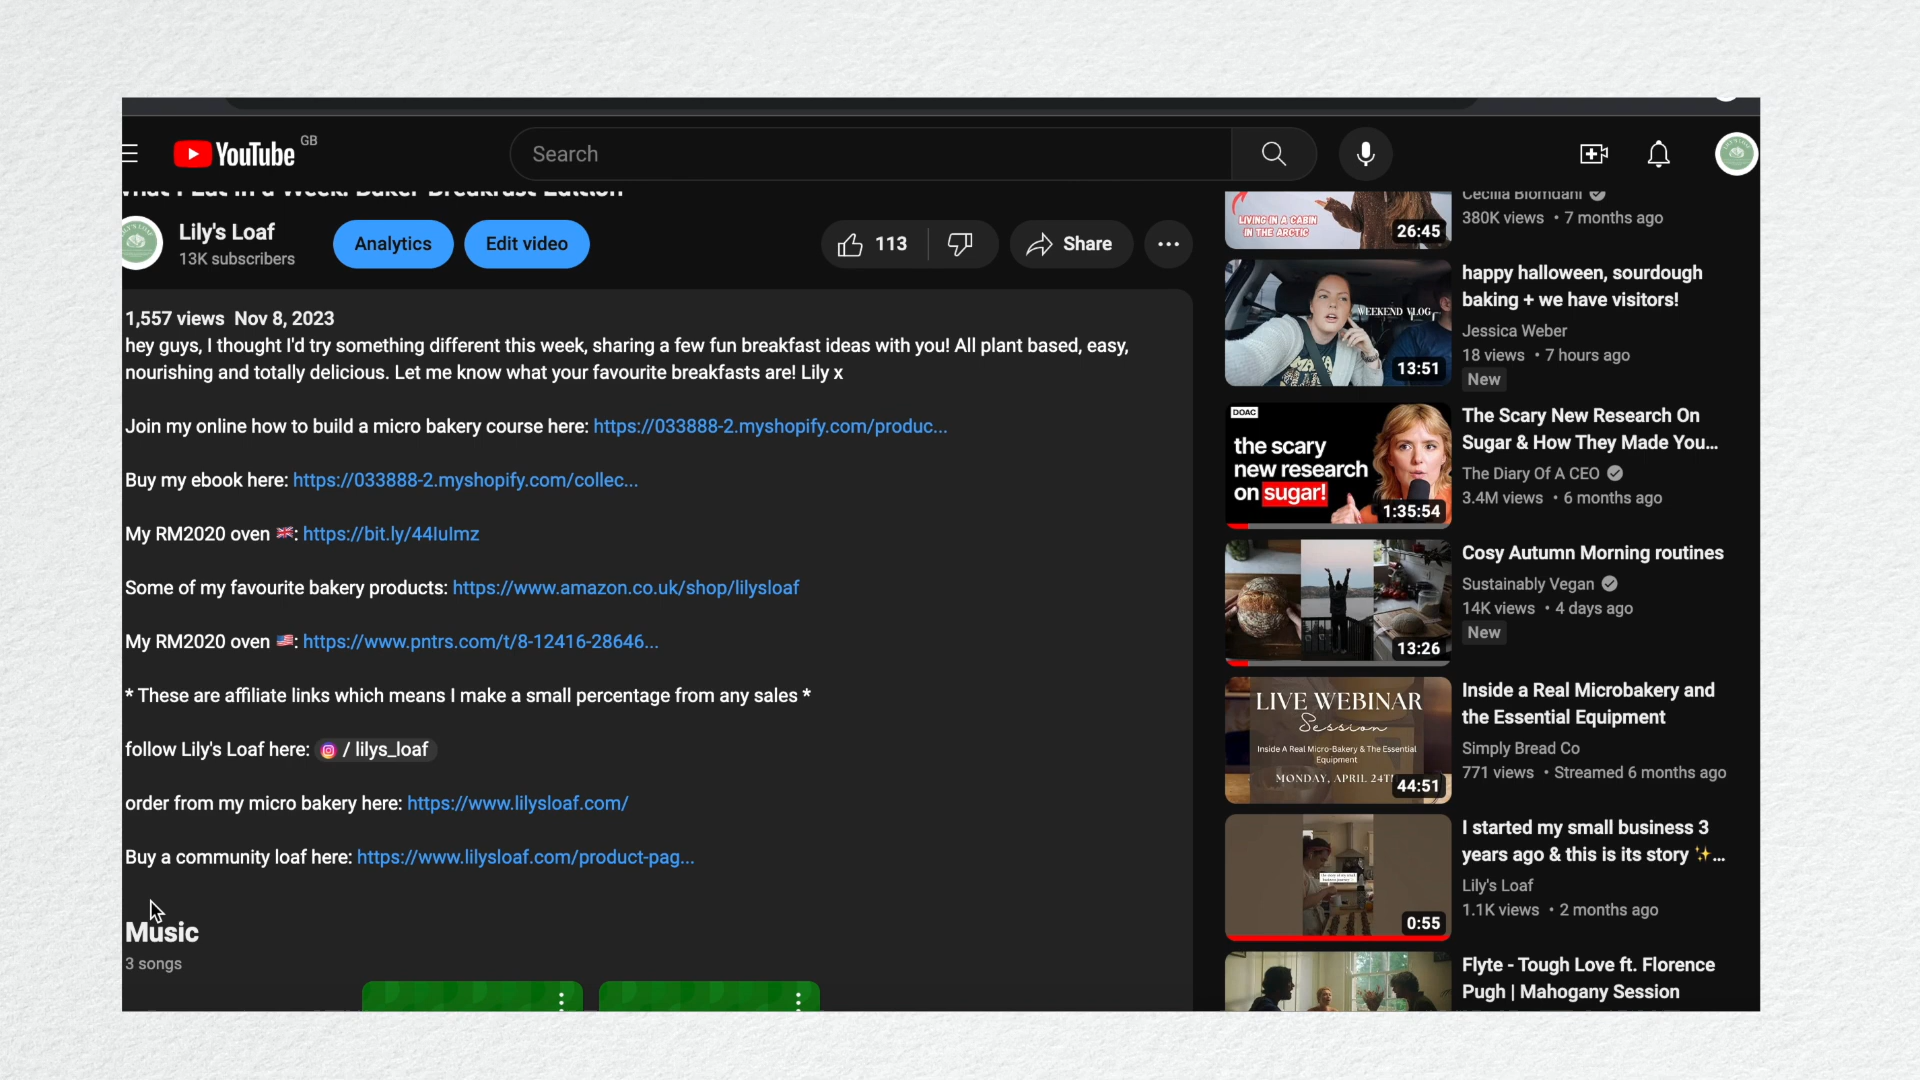 YouTube GB
Search
What I Eat in a Week: Baker Breakfast Edition
Lily's Loaf
13K subscribers
Analytics
Edit video
113
Share
1,557 views Nov 8, 2023
hey guys, I thought I'd try something different this week, sharing a few fun breakfast ideas with you! All plant based, easy,
nourishing and totally delicious. Let me know what your favourite breakfasts are! Lily x
Join my online how to build a micro bakery course here: https://033888-2.myshopify.com/produc...
Buy my ebook here: https://033888-2.myshopify.com/collec...
My RM2020 oven 🇬🇧: https://bit.ly/44IuImz
Some of my favourite bakery products: https://www.amazon.co.uk/shop/lilysloaf
My RM2020 oven 🇺🇸: https://www.pntrs.com/t/8-12416-28646...
* These are affiliate links which means I make a small percentage from any sales *
follow Lily's Loaf here: / lilys_loaf
order from my micro bakery here: https://www.lilysloaf.com/
Buy a community loaf here: https://www.lilysloaf.com/product-pag...
Music
3 songs
LIVING IN A CABIN
IN THE ARCTIC
26:45
Cecilia Blomdahl
380K views • 7 months ago
WEEKEND VLOG
13:51
happy halloween, sourdough
baking + we have visitors!
Jessica Weber
18 views • 7 hours ago
New
DOAC
the scary
new research
on sugar!
1:35:54
The Scary New Research On
Sugar & How They Made You...
The Diary Of A CEO
3.4M views • 6 months ago
13:26
Cosy Autumn Morning routines
Sustainably Vegan
14K views • 4 days ago
New
LIVE WEBINAR
Session
Inside A Real Micro-Bakery & The Essential
Equipment
MONDAY, APRIL 24TH
44:51
Inside a Real Microbakery and
the Essential Equipment
Simply Bread Co
771 views • Streamed 6 months ago
0:55
I started my small business 3
years ago & this is its story ✨...
Lily's Loaf
1.1K views • 2 months ago
Flyte - Tough Love ft. Florence
Pugh | Mahogany Session